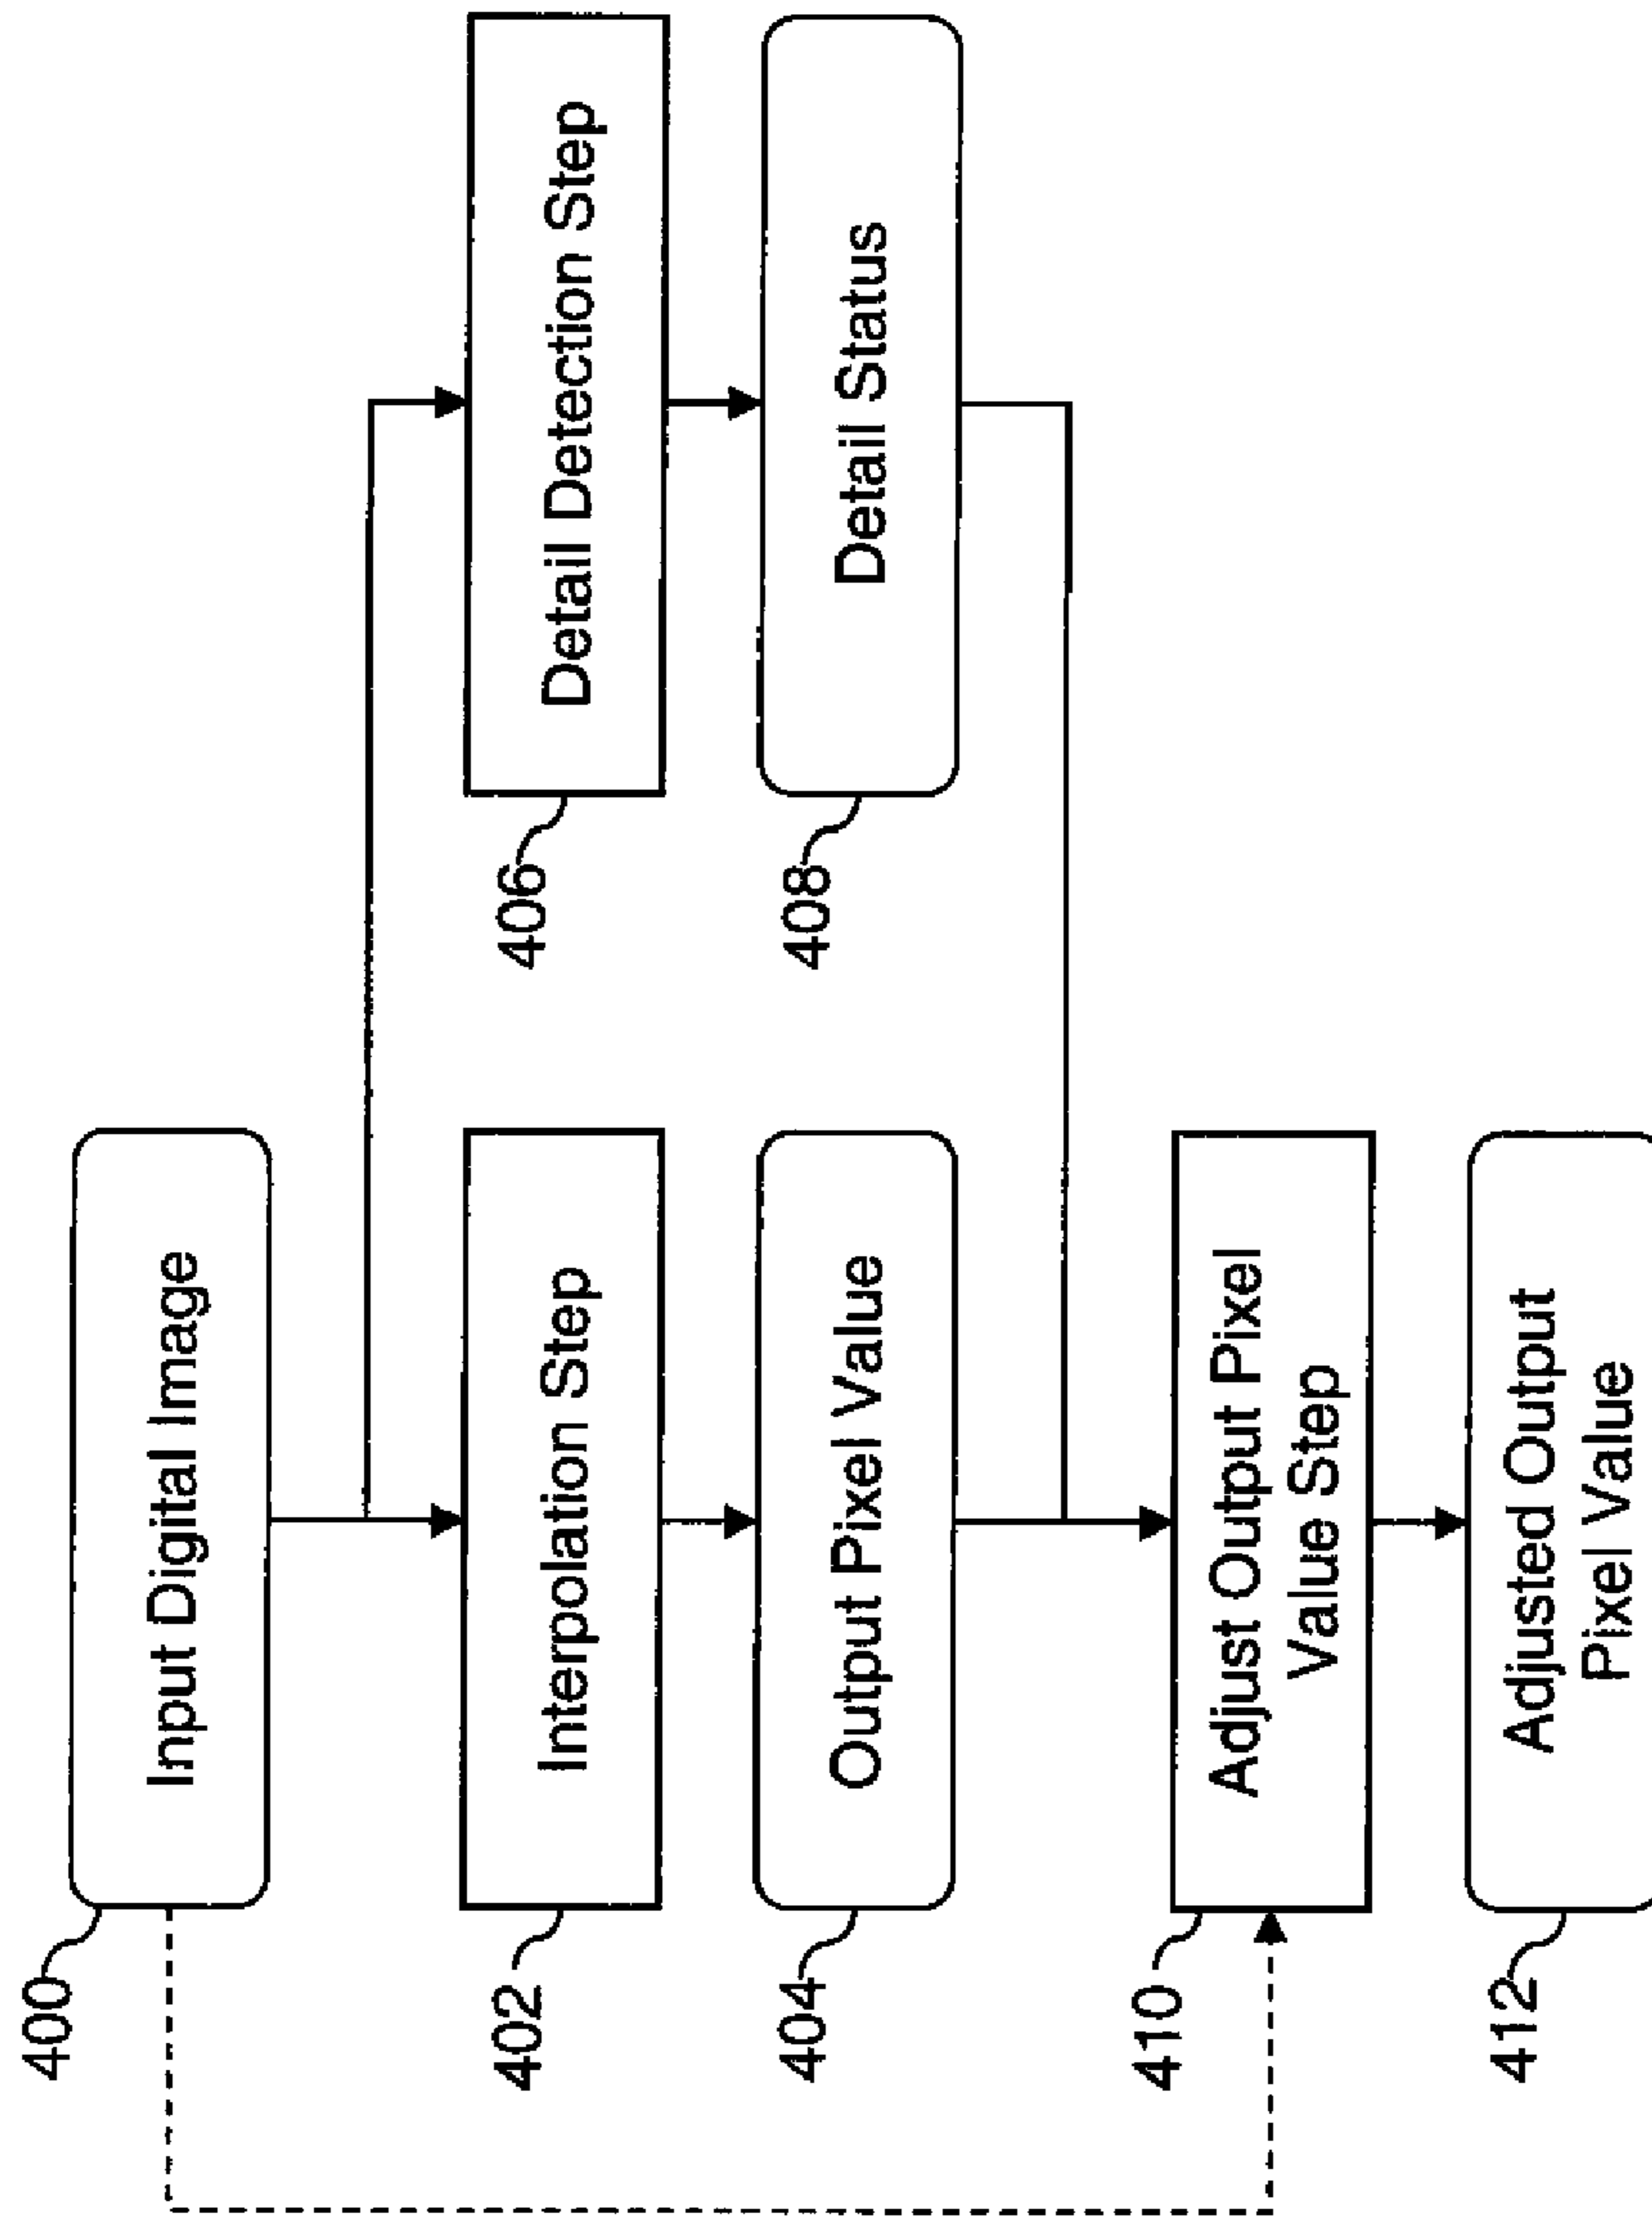 400
Input Digital Image
402
Interpolation Step
406
Detail Detection Step
404
Output Pixel Value
408
Detail Status
410
Adjust Output Pixel
Value Step
412
Adjusted Output
Pixel Value